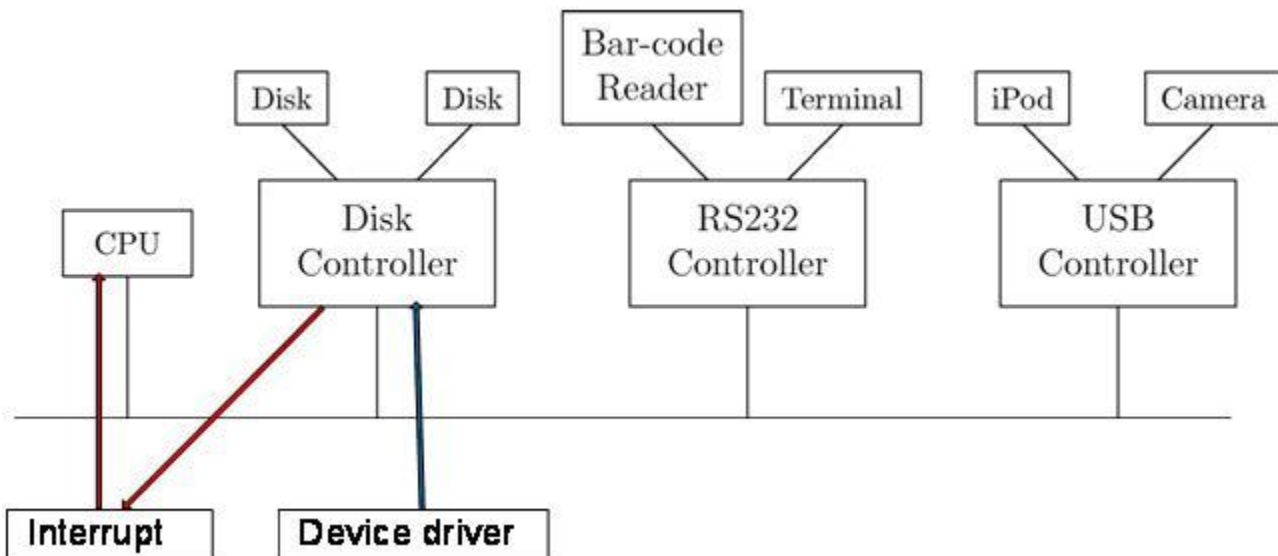 Bar-code
Reader
Disk
Disk
Terminal
iPod
Camera
CPU
Disk
Controller
RS232
Controller
USB
Controller
Interrupt
Device driver